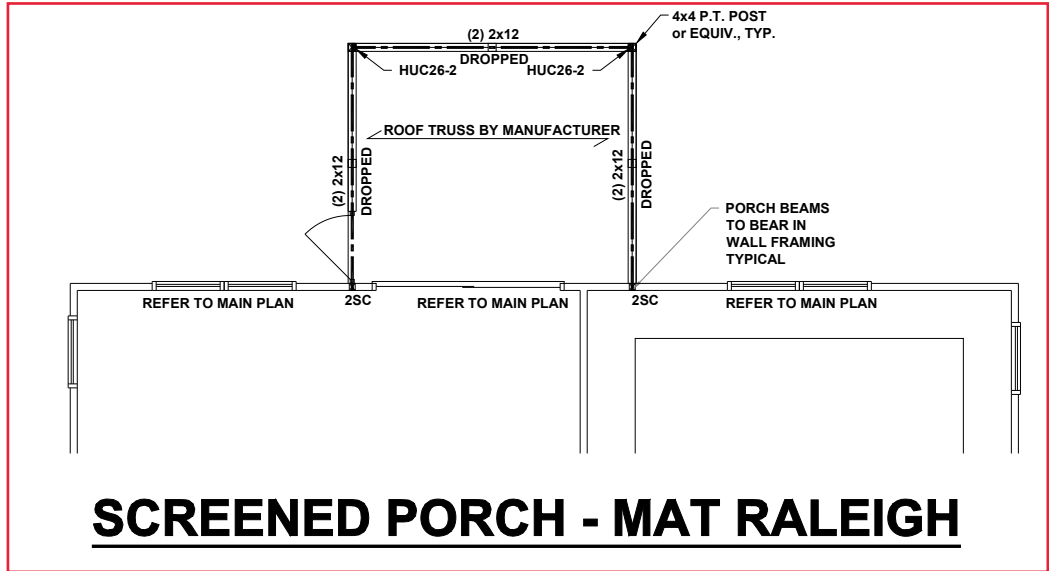 4x4 P.T. POST
or EQUIV., TYP.
(2) 2x12
DROPPED
HUC26-2
HUC26-2
ROOF TRUSS BY MANUFACTURER
(2) 2x12
DROPPED
(2) 2x12
DROPPED
PORCH BEAMS
TO BEAR IN
WALL FRAMING
TYPICAL
REFER TO MAIN PLAN
2SC
REFER TO MAIN PLAN
2SC
REFER TO MAIN PLAN
SCREENED PORCH - MAT RALEIGH